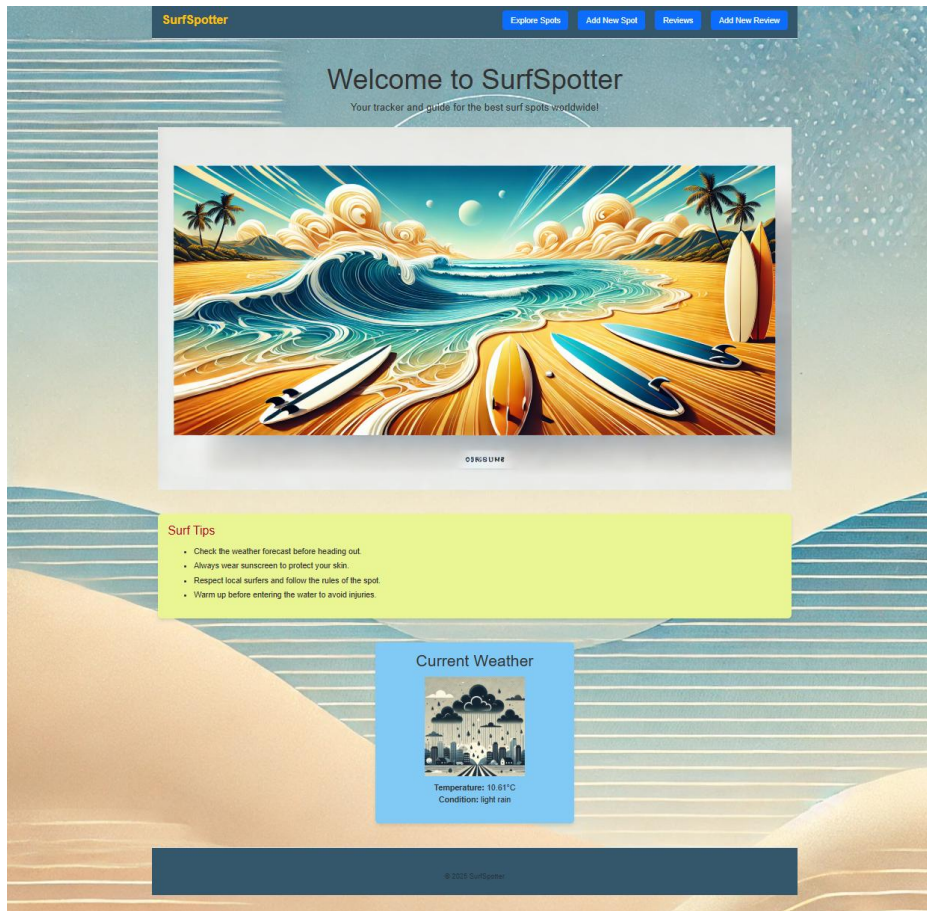 SurfSpotter
Explore Spots
Add New Spot
Reviews
Add New Review
Welcome to SurfSpotter
Your tracker and guide for the best surf spots worldwide!
Surf Tips
Check the weather forecast before heading out.
Always wear sunscreen to protect your skin.
Respect local surfers and follow the rules of the spot.
Warm up before entering the water to avoid injuries.
Current Weather
Temperature: 10.61°C
Condition: light rain
© 2025 SurfSpotter